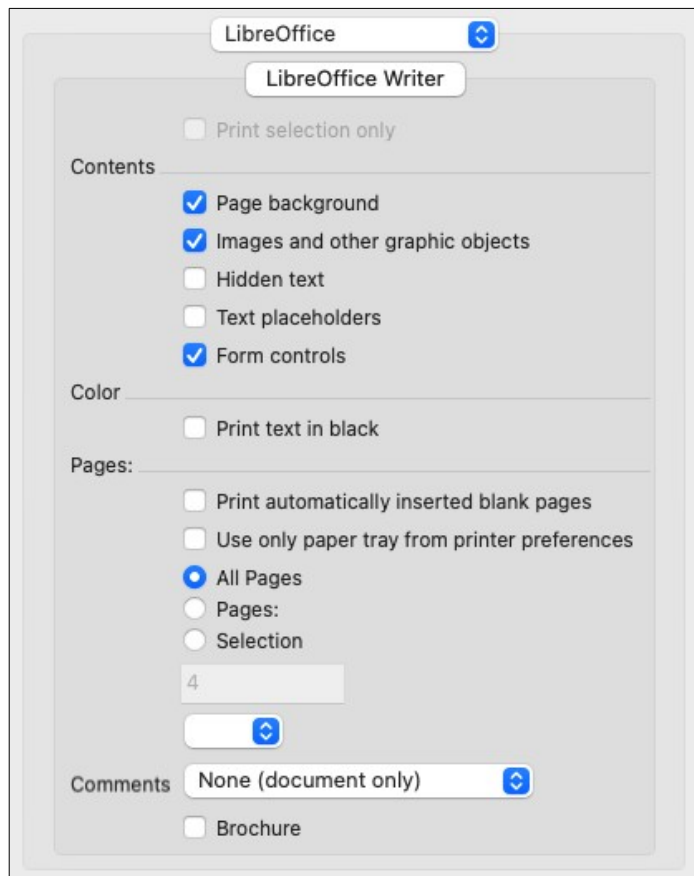 LibreOffice
LibreOffice Writer
Print selection only
Contents
Page background
Images and other graphic objects
Hidden text
Text placeholders
Form controls
Color
Print text in black
Pages:
Print automatically inserted blank pages
Use only paper tray from printer preferences
All Pages
Pages:
Selection
4
Comments None (document only)
Brochure